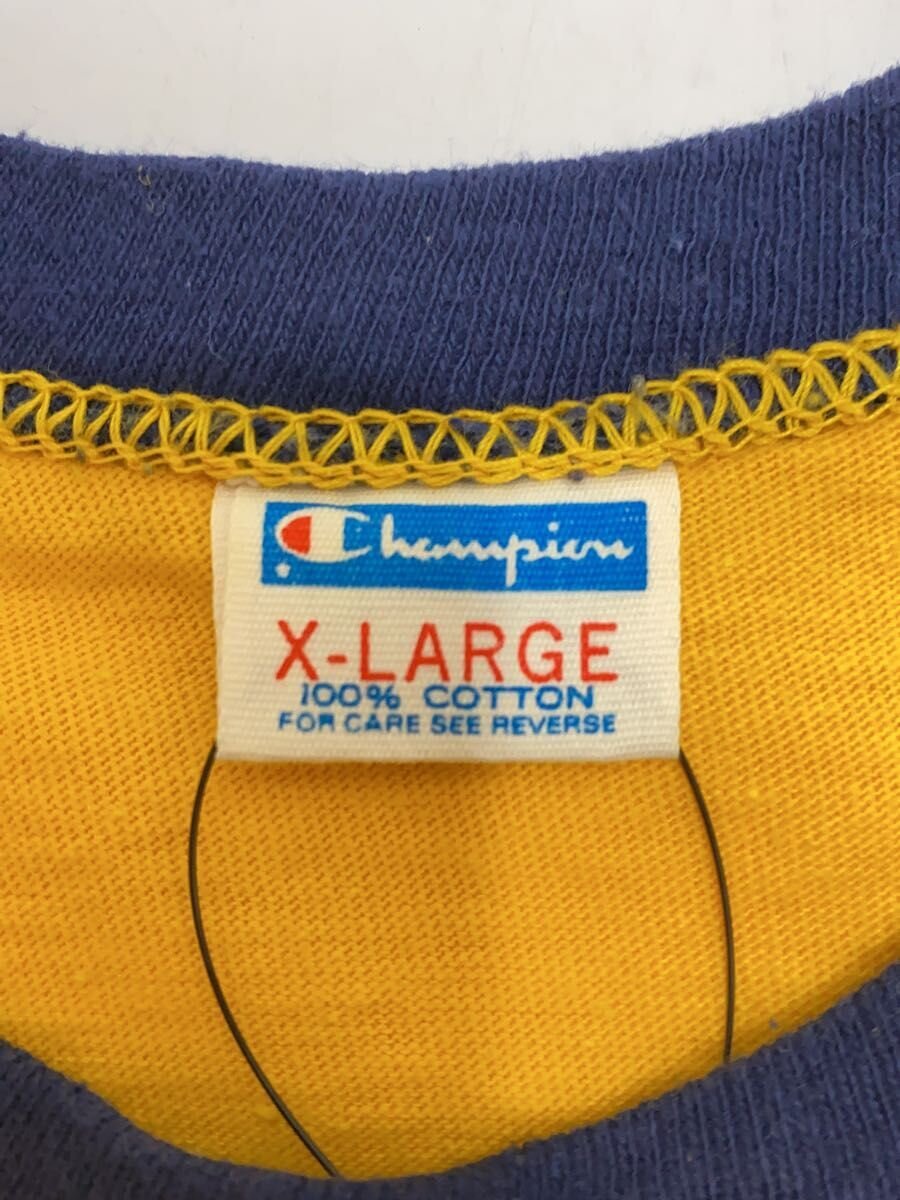 Champion
X-LARGE
100% COTTON
FOR CARE SEE REVERSE